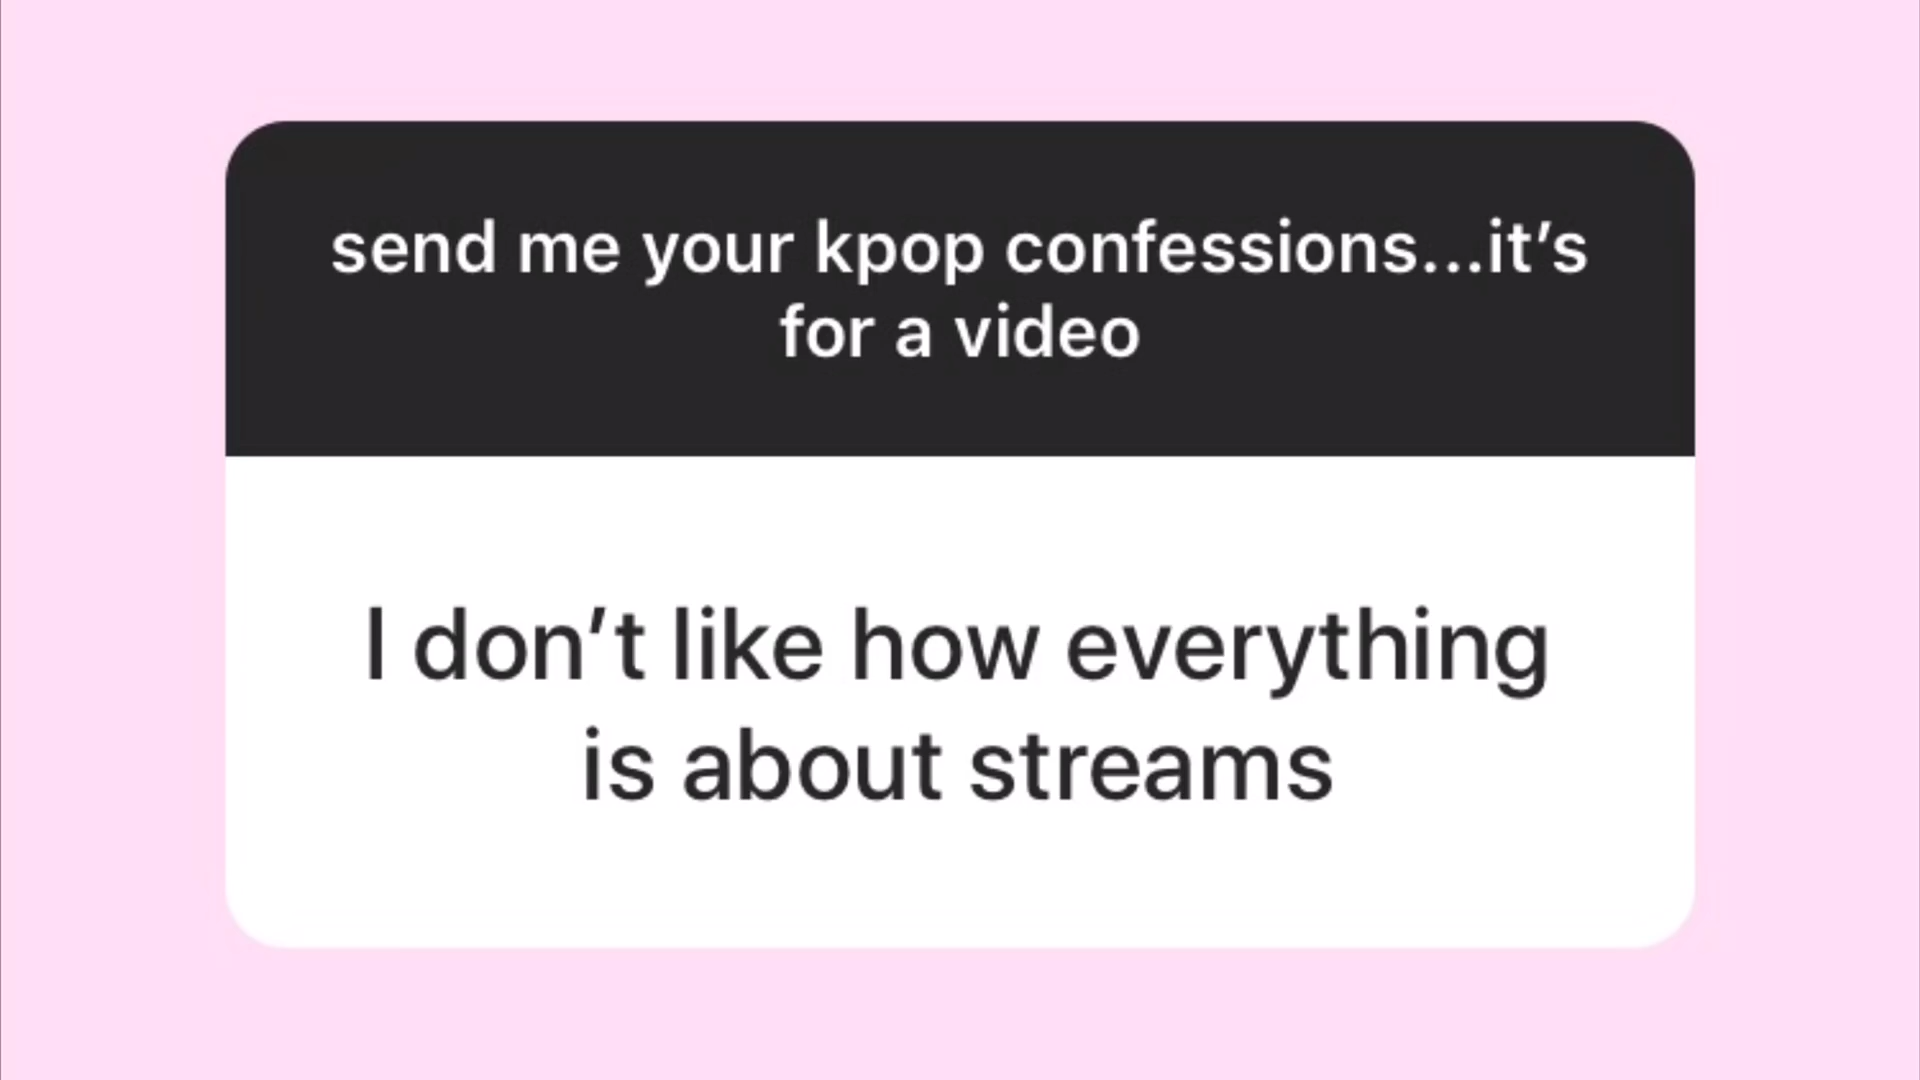 send me your kpop confessions...it’s
for a video
I don’t like how everything
is about streams